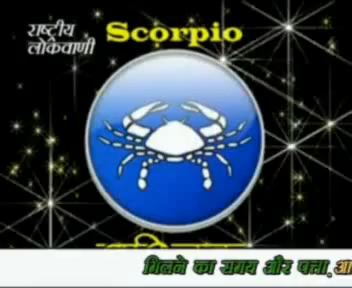 राष्ट्रीय
लोकवाणी
Scorpio
मिलने का समय और पत्ता, आ